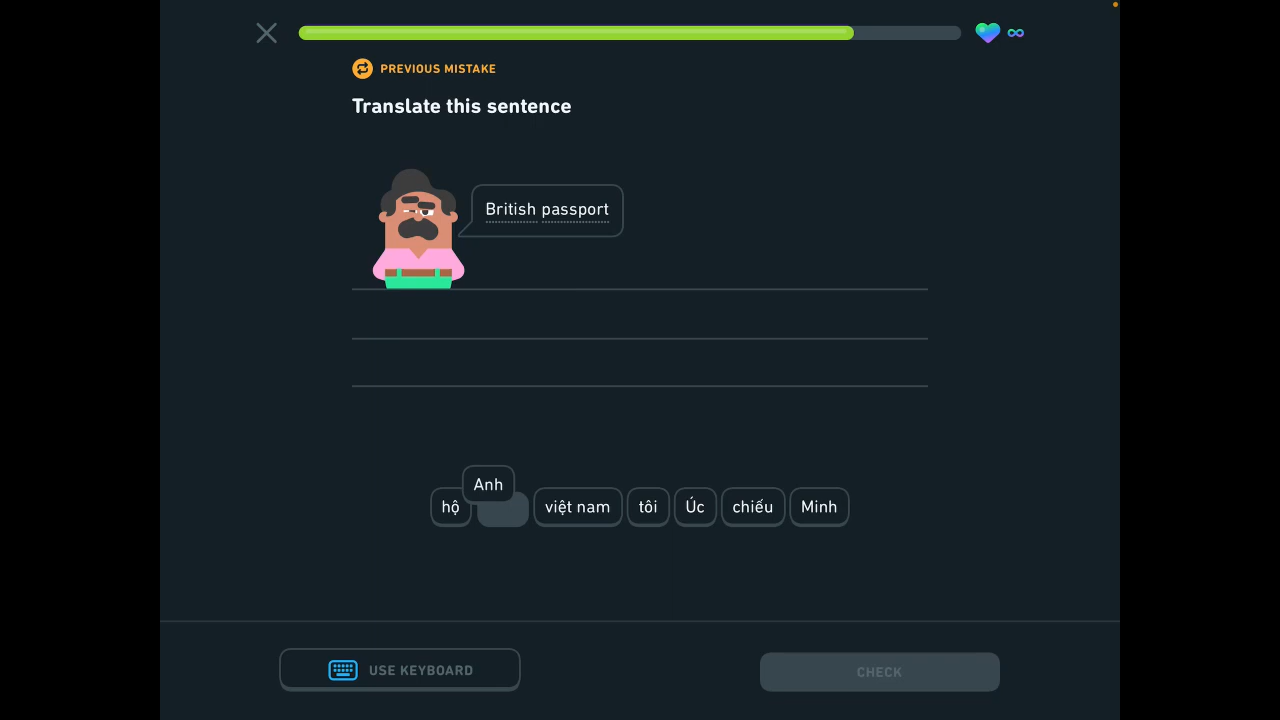 PREVIOUS MISTAKE
Translate this sentence
British passport
Anh
hộ việt nam tôi Úc chiếu Minh
USE KEYBOARD CHECK